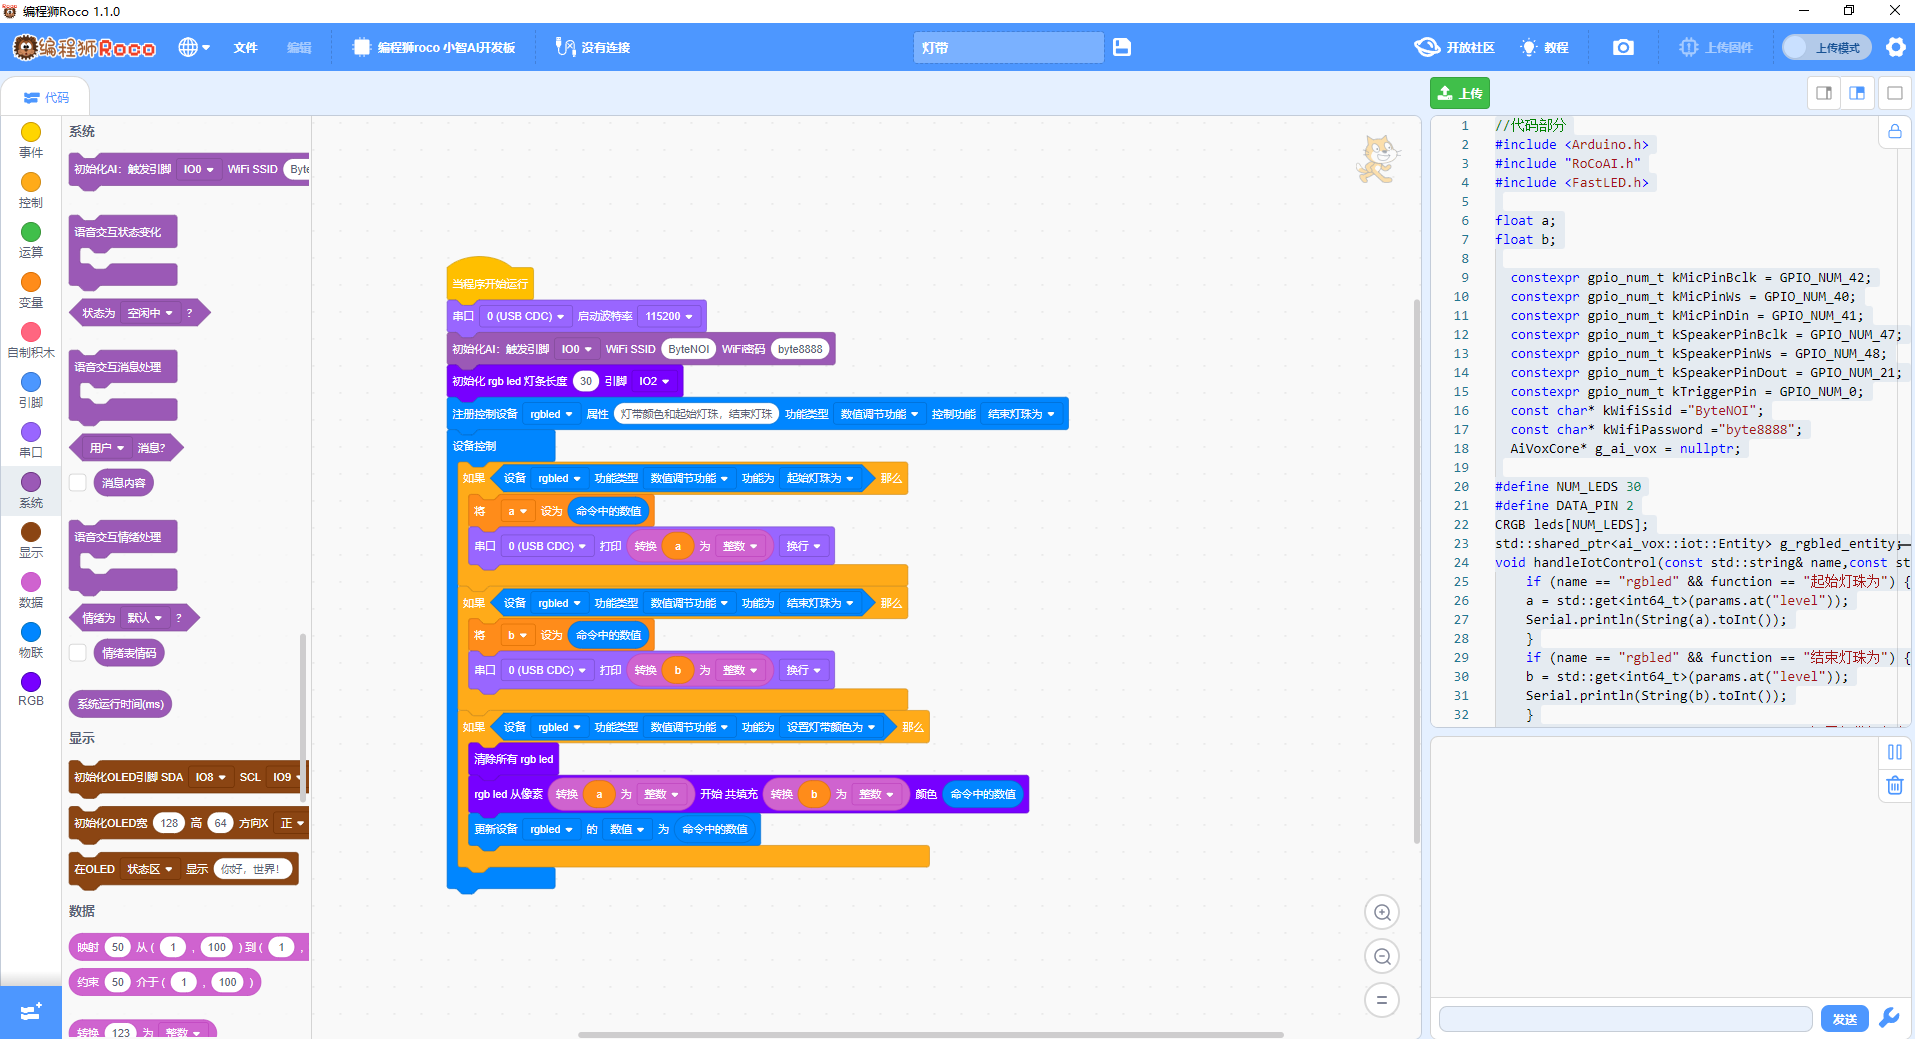 编程狮Roco 1.1.0
编程狮Roco 文件 编辑 编程狮roco 小智AI开发板 没有连接 灯带 开放社区 教程 上传固件 上传模式
代码
上传
事件
控制
运算
变量
自制积木
引脚
串口
系统
显示
数据
物联
RGB
系统
初始化AI：触发引脚 IO0 WiFi SSID Byte
语音交互状态变化
状态为 空闲中 ?
语音交互消息处理
用户 消息?
消息内容
语音交互情绪处理
情绪为 默认 ?
情绪表情码
系统运行时间(ms)
显示
初始化OLED引脚 SDA IO8 SCL IO9
初始化OLED宽 128 高 64 方向X 正
在OLED 状态区 显示 你好，世界！
数据
映射 50 从 ( 1 , 100 ) 到 ( 1 ,
约束 50 介于 ( 1 , 100 )
转换 123 为 整数
当程序开始运行
串口 0 (USB CDC) 启动波特率 115200
初始化AI：触发引脚 IO0 WiFi SSID ByteNOI WiFi密码 byte8888
初始化 rgb led 灯条长度 30 引脚 IO2
注册控制设备 rgbled 属性 灯带颜色和起始灯珠，结束灯珠 功能类型 数值调节功能 控制功能 结束灯珠为
设备控制
如果 设备 rgbled 功能类型 数值调节功能 功能为 起始灯珠为 那么
将 a 设为 命令中的数值
串口 0 (USB CDC) 打印 转换 a 为 整数 换行
如果 设备 rgbled 功能类型 数值调节功能 功能为 结束灯珠为 那么
将 b 设为 命令中的数值
串口 0 (USB CDC) 打印 转换 b 为 整数 换行
如果 设备 rgbled 功能类型 数值调节功能 功能为 设置灯带颜色为 那么
清除所有 rgb led
rgb led 从像素 转换 a 为 整数 开始 共填充 转换 b 为 整数 颜色 命令中的数值
更新设备 rgbled 的 数值 为 命令中的数值
1 //代码部分
2 #include <Arduino.h>
3 #include "RoCoAI.h"
4 #include <FastLED.h>
5
6 float a;
7 float b;
8
9 constexpr gpio_num_t kMicPinBclk = GPIO_NUM_42;
10 constexpr gpio_num_t kMicPinWs = GPIO_NUM_40;
11 constexpr gpio_num_t kMicPinDin = GPIO_NUM_41;
12 constexpr gpio_num_t kSpeakerPinBclk = GPIO_NUM_47;
13 constexpr gpio_num_t kSpeakerPinWs = GPIO_NUM_48;
14 constexpr gpio_num_t kSpeakerPinDout = GPIO_NUM_21;
15 constexpr gpio_num_t kTriggerPin = GPIO_NUM_0;
16 const char* kWifiSsid ="ByteNOI";
17 const char* kWifiPassword ="byte8888";
18 AiVoxCore* g_ai_vox = nullptr;
19
20 #define NUM_LEDS 30
21 #define DATA_PIN 2
22 CRGB leds[NUM_LEDS];
23 std::shared_ptr<ai_vox::iot::Entity> g_rgbled_entity;
24 void handleIotControl(const std::string& name,const st
25 if (name == "rgbled" && function == "起始灯珠为") {
26 a = std::get<int64_t>(params.at("level"));
27 Serial.println(String(a).toInt());
28 }
29 if (name == "rgbled" && function == "结束灯珠为") {
30 b = std::get<int64_t>(params.at("level"));
31 Serial.println(String(b).toInt());
32 }
发送